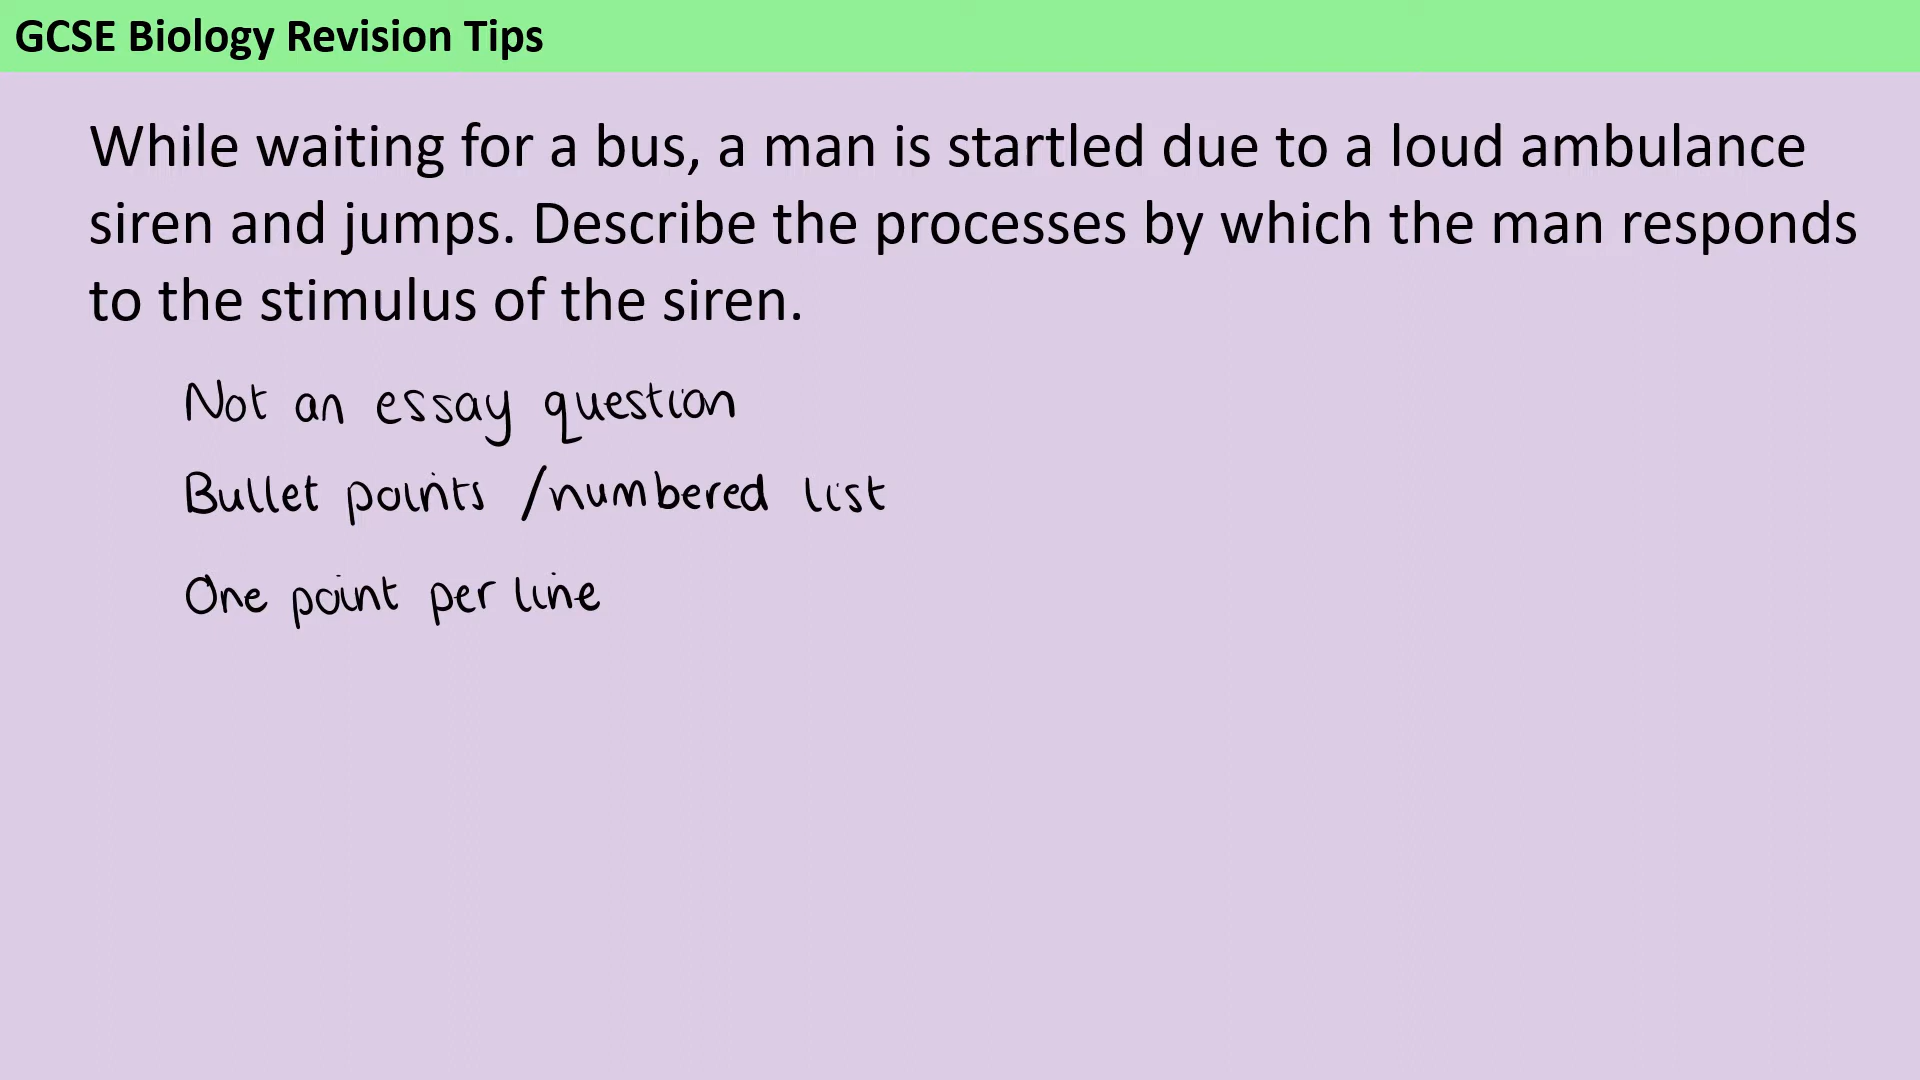 GCSE Biology Revision Tips
While waiting for a bus, a man is startled due to a loud ambulance
siren and jumps. Describe the processes by which the man responds
to the stimulus of the siren.
Not an essay question
Bullet points /numbered list
One point per line